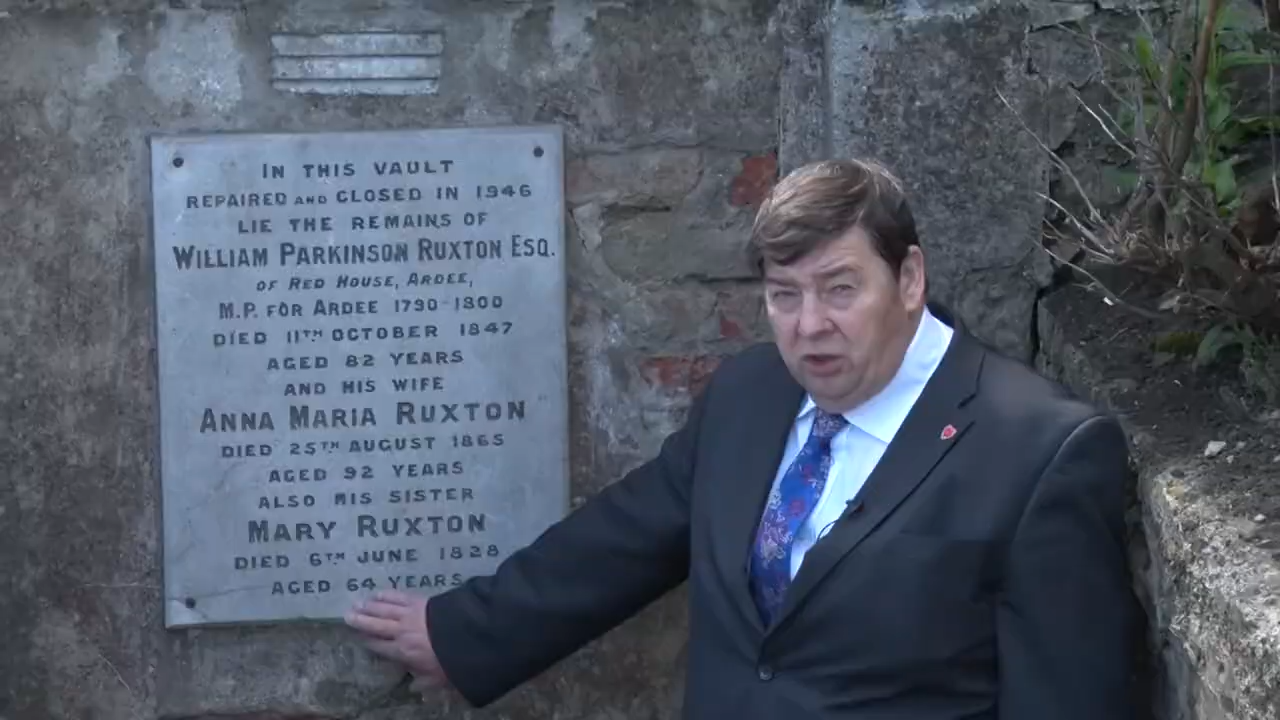 IN THIS VAULT
REPAIRED AND CLOSED IN 1946
LIE THE REMAINS OF
WILLIAM PARKINSON RUXTON ESQ.
OF RED HOUSE, ARDEE,
M.P. FOR ARDEE 1790-1800
DIED 11TH OCTOBER 1847
AGED 82 YEARS
AND HIS WIFE
ANNA MARIA RUXTON
DIED 25TH AUGUST 1865
AGED 92 YEARS
ALSO HIS SISTER
MARY RUXTON
DIED 6TH JUNE 1828
AGED 64 YEARS